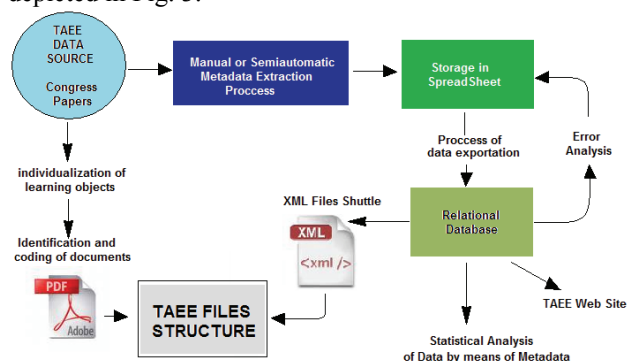 depicted in Fig. 3.
TAEE
DATA
SOURCE
Congress
Papers
Manual or Semiautomatic
Metadata Extraction
Proccess
Storage in
SpreadSheet
Proccess of
data exportation
Error
Analysis
individualization of
learning objects
XML Files Shuttle
XML
<xml />
Relational
Database
Identification and
coding of documents
PDF
Adobe
TAEE FILES
STRUCTURE
TAEE Web Site
Statistical Analysis
of Data by means of Metadata